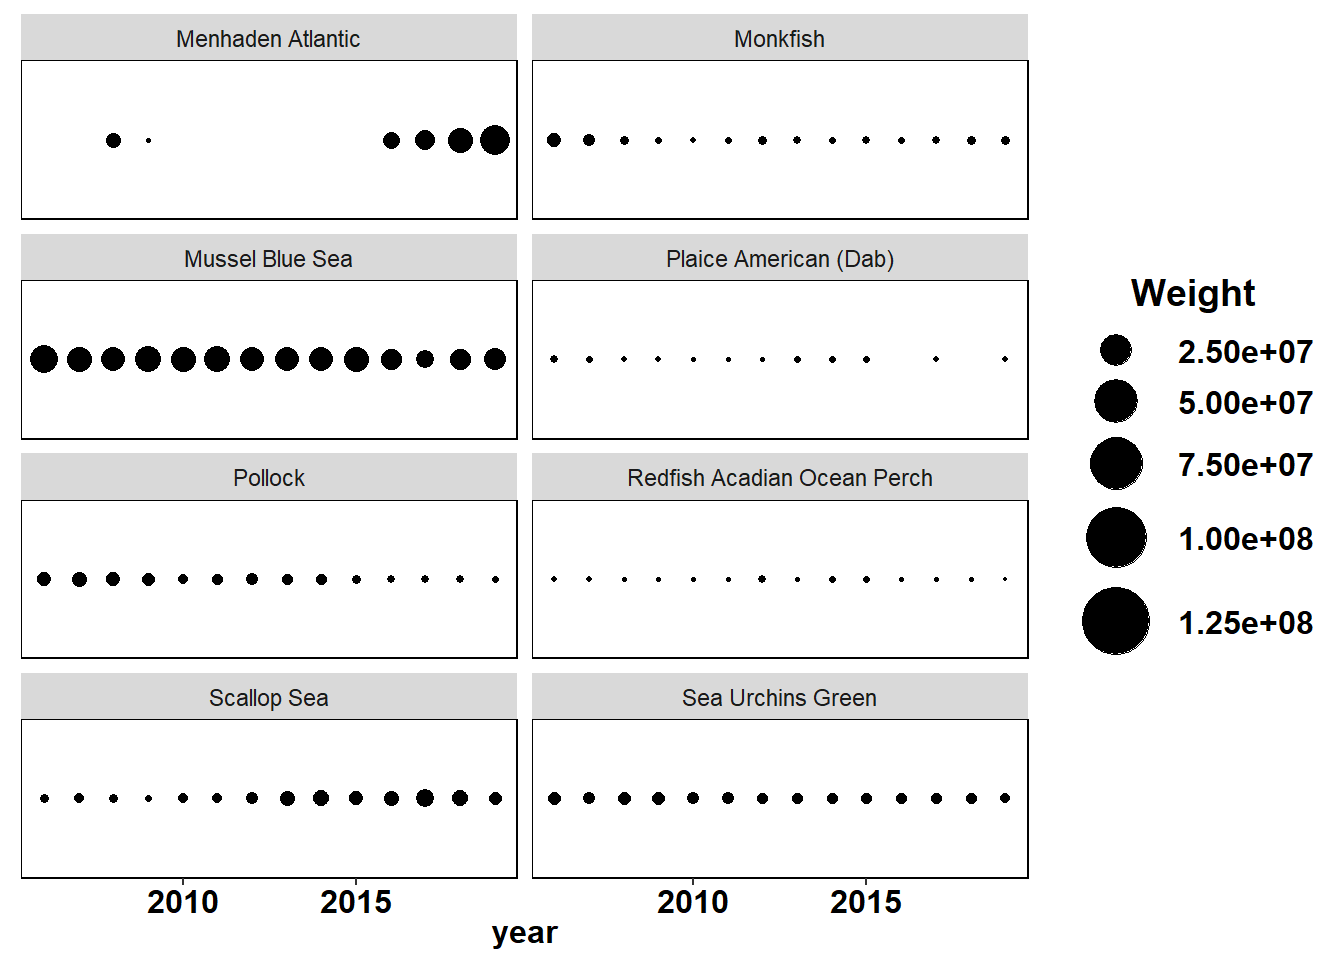 Menhaden Atlantic
Monkfish
Mussel Blue Sea
Plaice American (Dab)
Pollock
Redfish Acadian Ocean Perch
Scallop Sea
Sea Urchins Green
2010
2015
2010
2015
year
Weight
2.50e+07
5.00e+07
7.50e+07
1.00e+08
1.25e+08